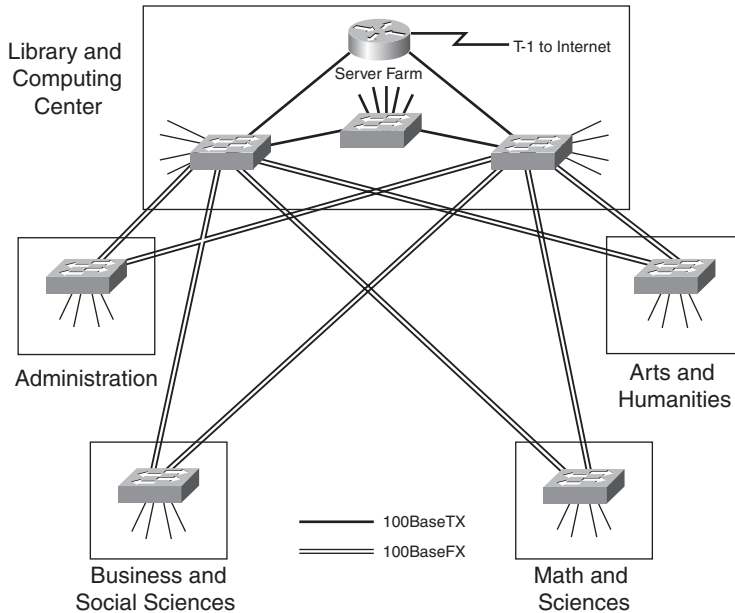 Library and
Computing
Center
T-1 to Internet
Server Farm
Administration
Arts and
Humanities
100BaseTX
100BaseFX
Business and
Social Sciences
Math and
Sciences